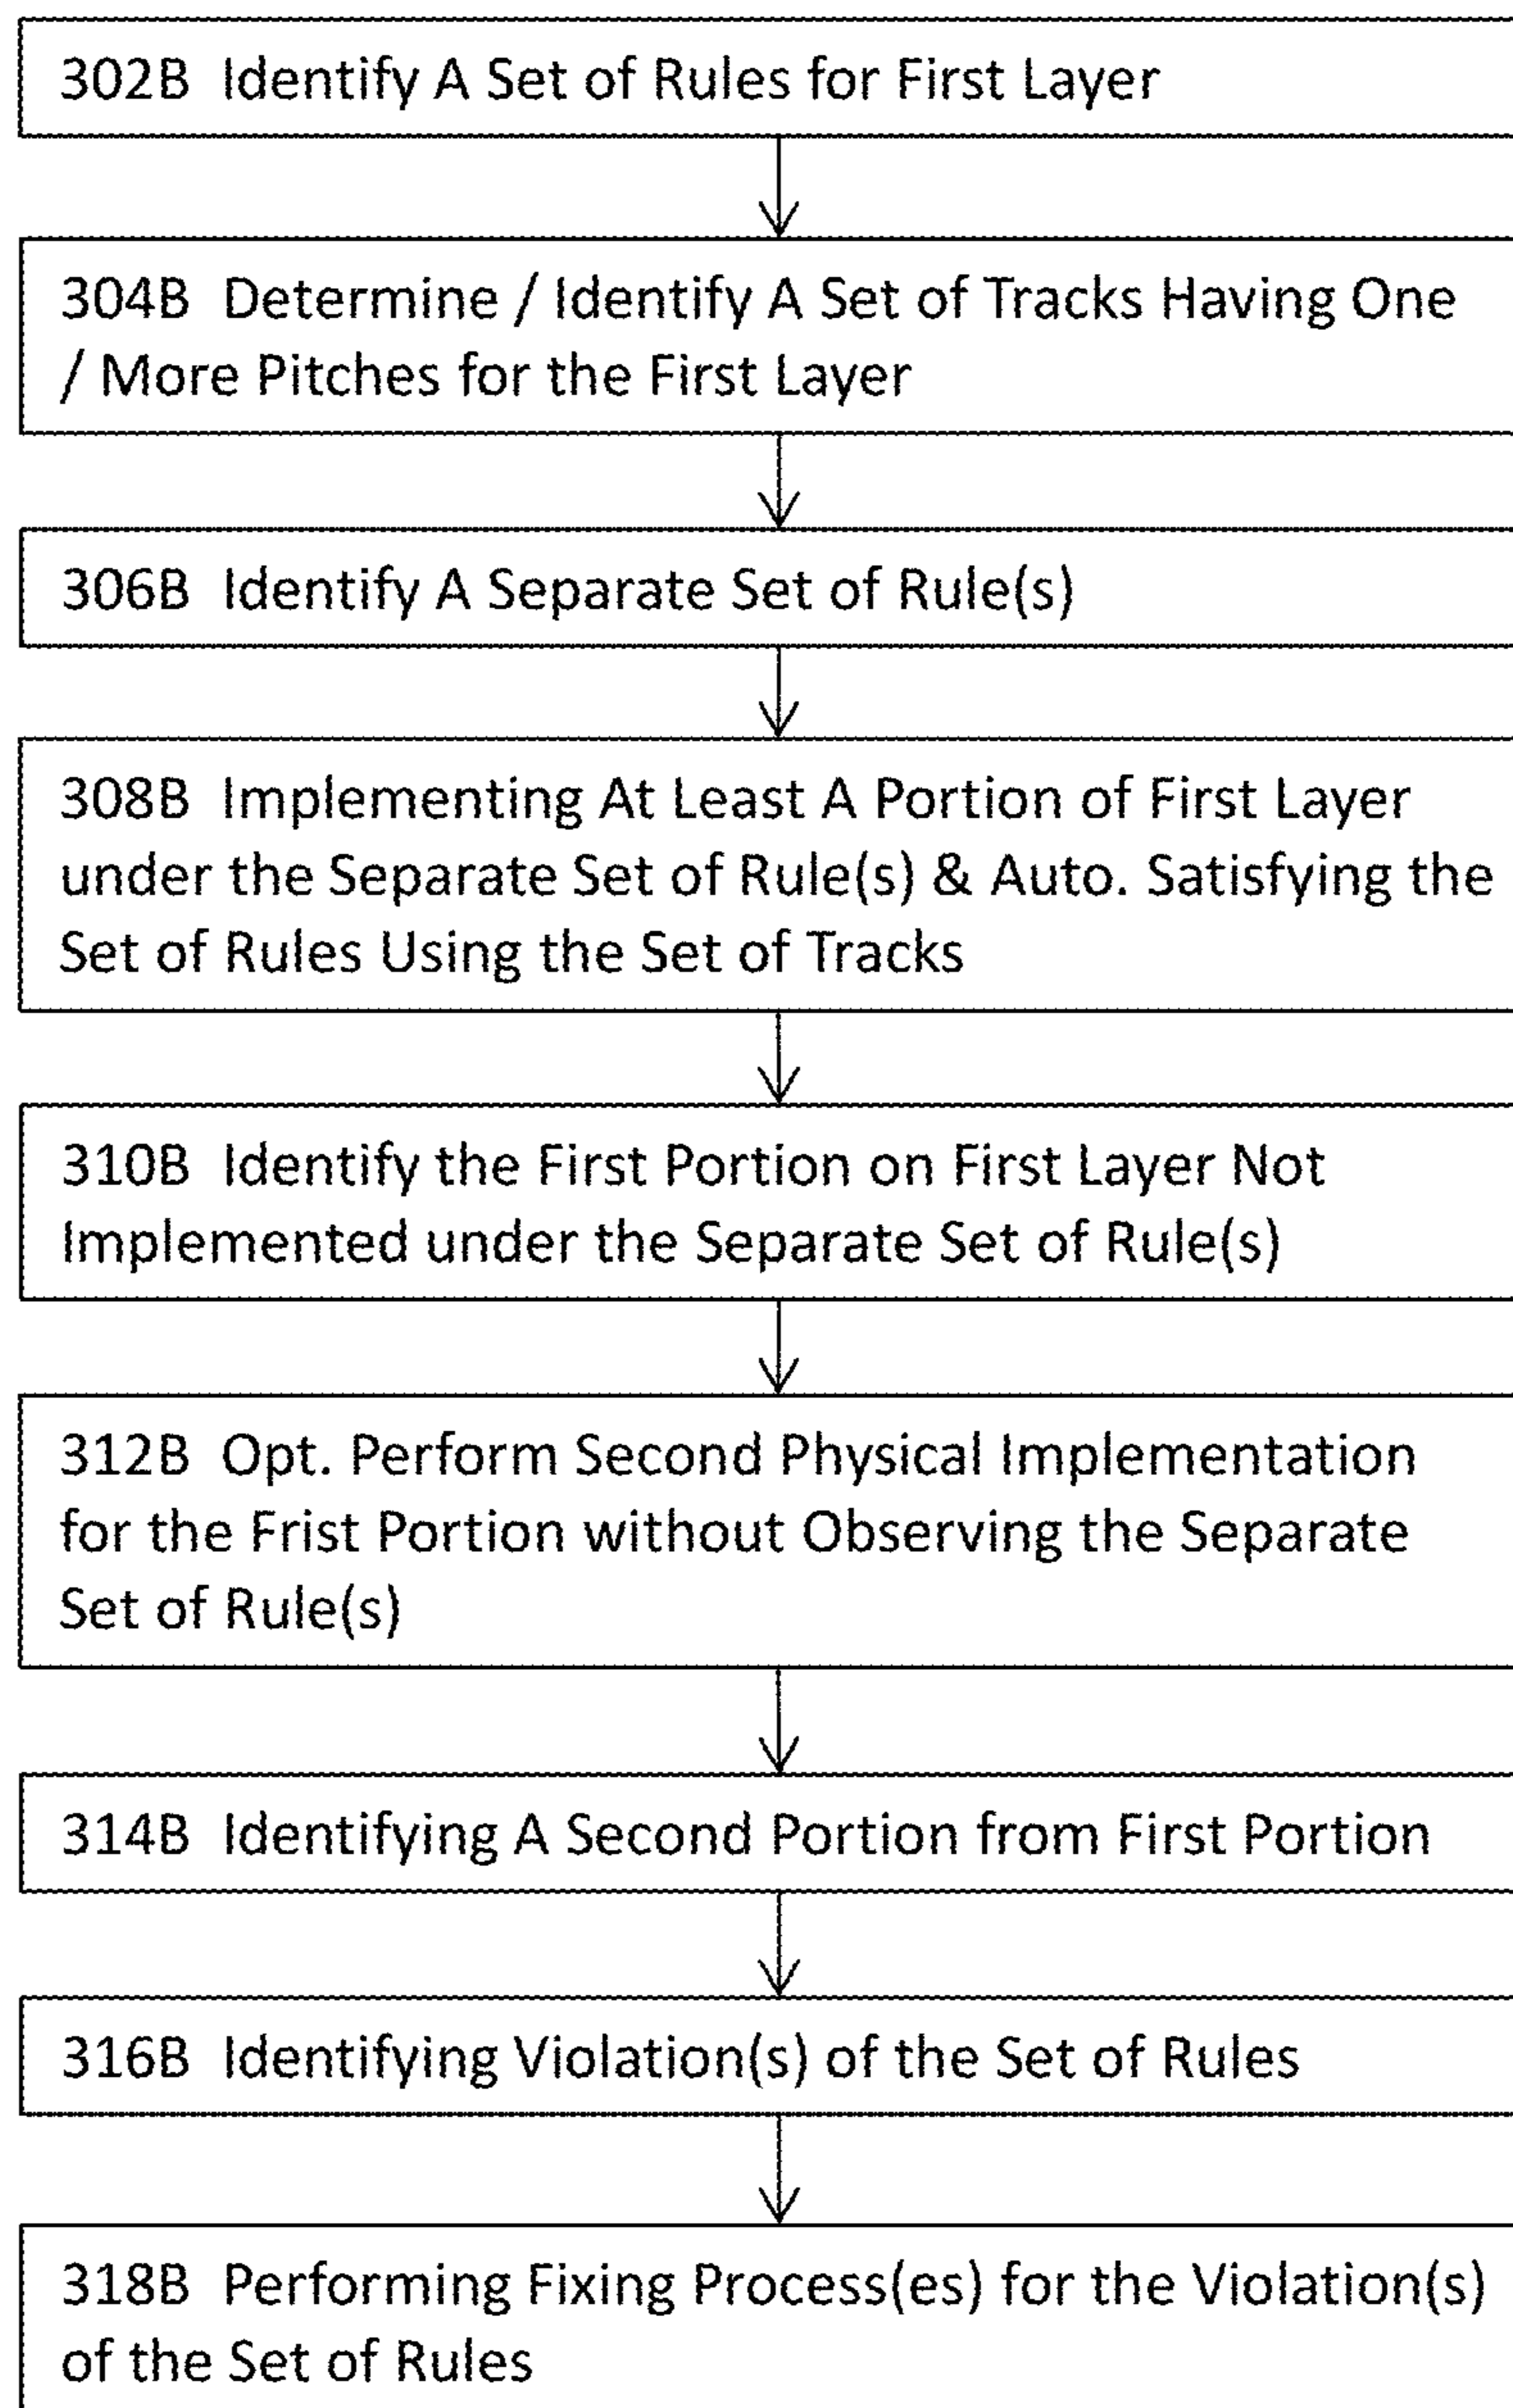 302B Identify A Set of Rules for First Layer
304B Determine / Identify A Set of Tracks Having One
/ More Pitches for the First Layer
306B Identify A Separate Set of Rule(s)
308B Implementing At Least A Portion of First Layer
under the Separate Set of Rule(s) & Auto. Satisfying the
Set of Rules Using the Set of Tracks
310B Identify the First Portion on First Layer Not
Implemented under the Separate Set of Rule(s)
312B Opt. Perform Second Physical Implementation
for the Frist Portion without Observing the Separate
Set of Rule(s)
314B Identifying A Second Portion from First Portion
316B Identifying Violation(s) of the Set of Rules
318B Performing Fixing Process(es) for the Violation(s)
of the Set of Rules